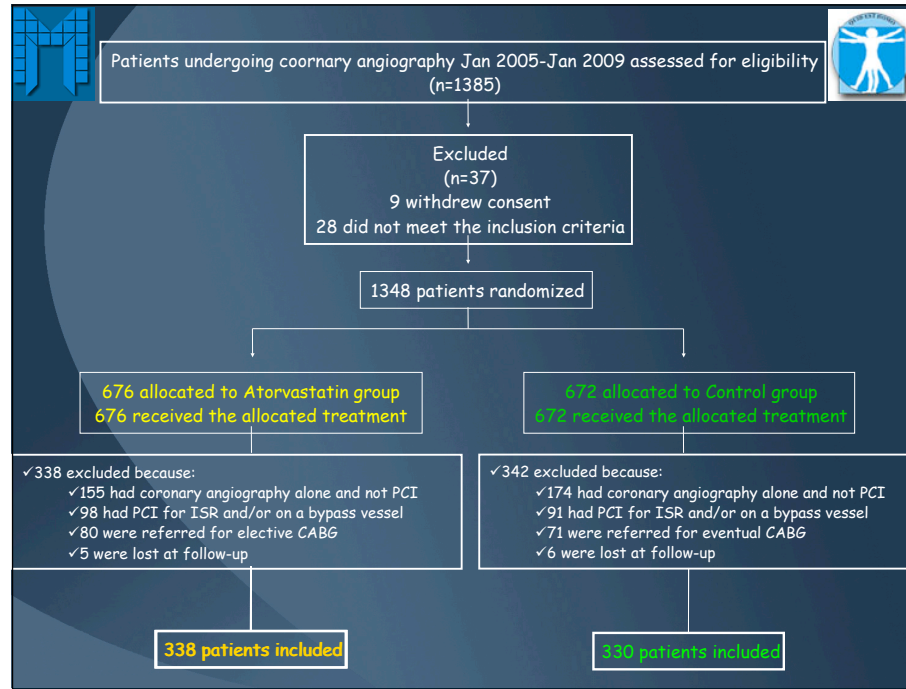 Patients undergoing coornary angiography Jan 2005-Jan 2009 assessed for eligibility
(n=1385)
Excluded
(n=37)
9 withdrew consent
28 did not meet the inclusion criteria
1348 patients randomized
676 allocated to Atorvastatin group
676 received the allocated treatment
672 allocated to Control group
672 received the allocated treatment
✓338 excluded because:
✓155 had coronary angiography alone and not PCI
✓98 had PCI for ISR and/or on a bypass vessel
✓80 were referred for elective CABG
✓5 were lost at follow-up
✓342 excluded because:
✓174 had coronary angiography alone and not PCI
✓91 had PCI for ISR and/or on a bypass vessel
✓71 were referred for eventual CABG
✓6 were lost at follow-up
338 patients included
330 patients included